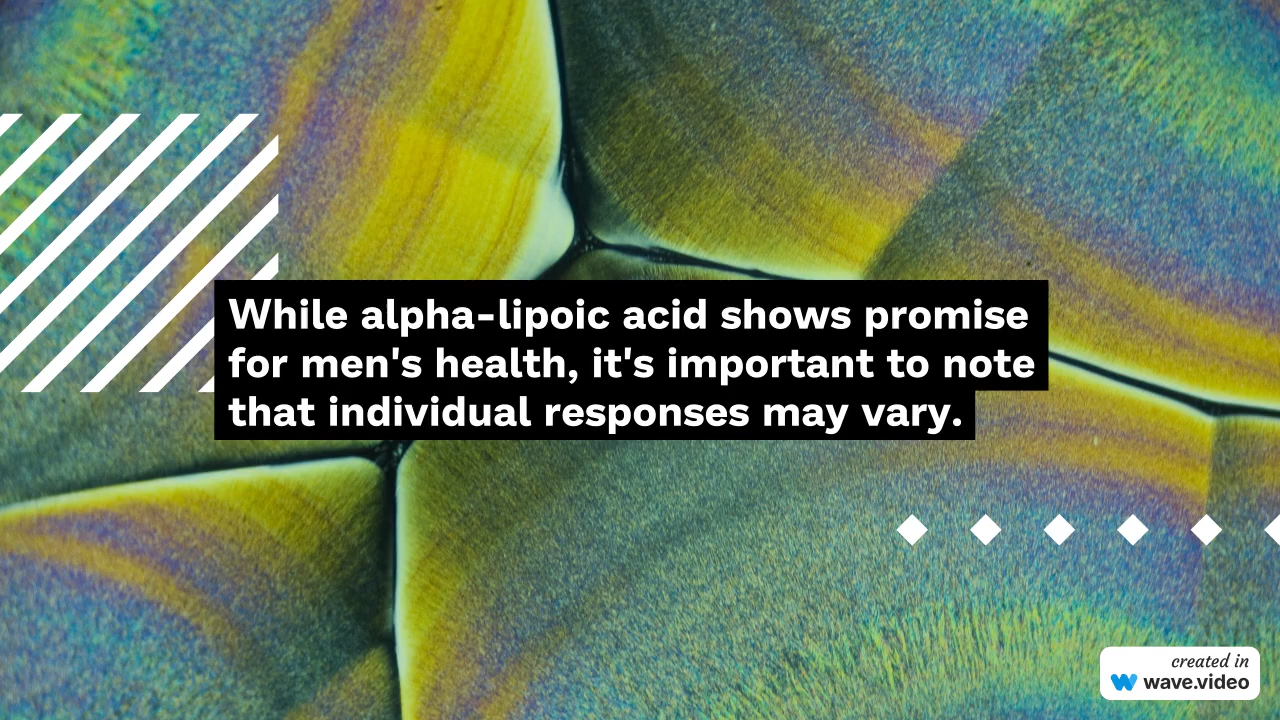 While alpha-lipoic acid shows promise
for men's health, it's important to note
that individual responses may vary.
created in
wave.video